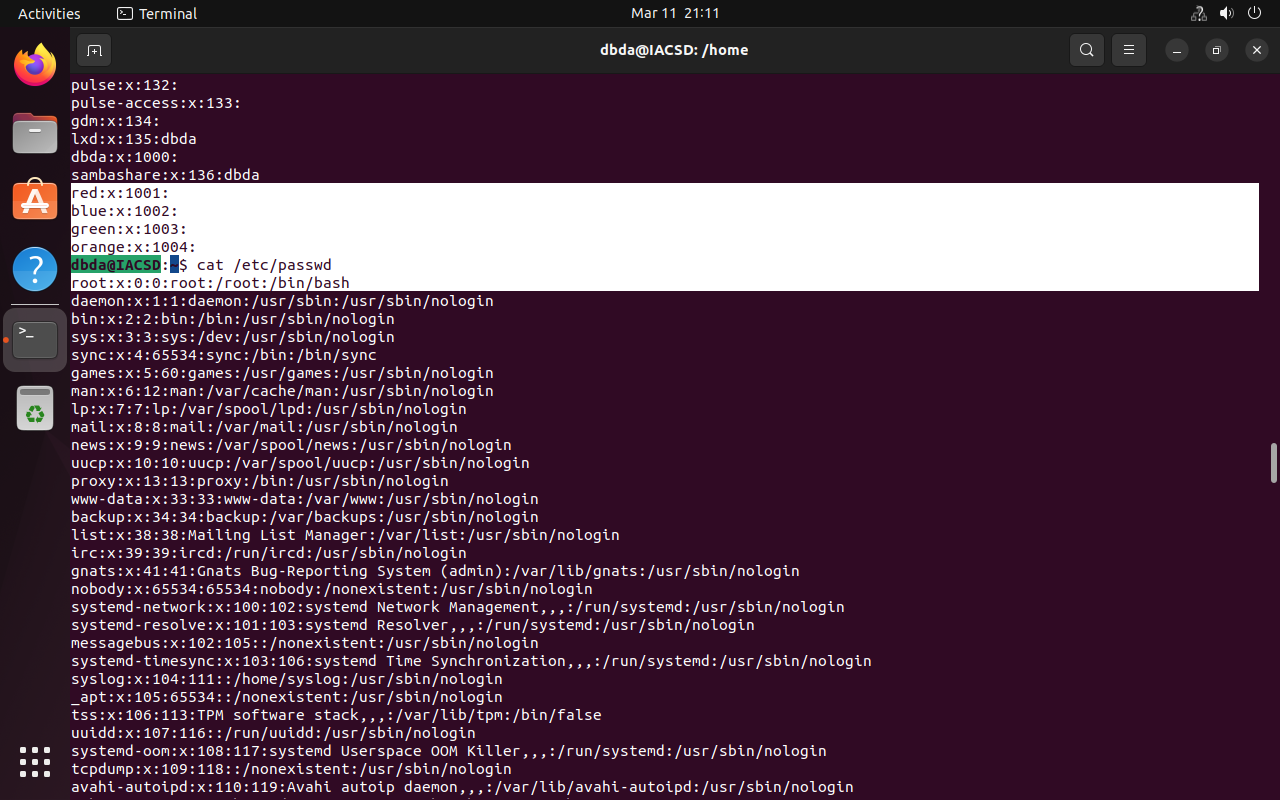 Activities
Terminal
Mar 11 21:11
dbda@IACSD: /home
pulse:x:132:
pulse-access:x:133:
gdm:x:134:
lxd:x:135:dbda
dbda:x:1000:
sambashare:x:136:dbda
red:x:1001:
blue:x:1002:
green:x:1003:
orange:x:1004:
dbda@IACSD:~$ cat /etc/passwd
root:x:0:0:root:/root:/bin/bash
daemon:x:1:1:daemon:/usr/sbin:/usr/sbin/nologin
bin:x:2:2:bin:/bin:/usr/sbin/nologin
sys:x:3:3:sys:/dev:/usr/sbin/nologin
sync:x:4:65534:sync:/bin:/bin/sync
games:x:5:60:games:/usr/games:/usr/sbin/nologin
man:x:6:12:man:/var/cache/man:/usr/sbin/nologin
lp:x:7:7:lp:/var/spool/lpd:/usr/sbin/nologin
mail:x:8:8:mail:/var/mail:/usr/sbin/nologin
news:x:9:9:news:/var/spool/news:/usr/sbin/nologin
uucp:x:10:10:uucp:/var/spool/uucp:/usr/sbin/nologin
proxy:x:13:13:proxy:/bin:/usr/sbin/nologin
www-data:x:33:33:www-data:/var/www:/usr/sbin/nologin
backup:x:34:34:backup:/var/backups:/usr/sbin/nologin
list:x:38:38:Mailing List Manager:/var/list:/usr/sbin/nologin
irc:x:39:39:ircd:/run/ircd:/usr/sbin/nologin
gnats:x:41:41:Gnats Bug-Reporting System (admin):/var/lib/gnats:/usr/sbin/nologin
nobody:x:65534:65534:nobody:/nonexistent:/usr/sbin/nologin
systemd-network:x:100:102:systemd Network Management,,,:/run/systemd:/usr/sbin/nologin
systemd-resolve:x:101:103:systemd Resolver,,,:/run/systemd:/usr/sbin/nologin
messagebus:x:102:105::/nonexistent:/usr/sbin/nologin
systemd-timesync:x:103:106:systemd Time Synchronization,,,:/run/systemd:/usr/sbin/nologin
syslog:x:104:111::/home/syslog:/usr/sbin/nologin
_apt:x:105:65534::/nonexistent:/usr/sbin/nologin
tss:x:106:113:TPM software stack,,,:/var/lib/tpm:/bin/false
uuidd:x:107:116::/run/uuidd:/usr/sbin/nologin
systemd-oom:x:108:117:systemd Userspace OOM Killer,,,:/run/systemd:/usr/sbin/nologin
tcpdump:x:109:118::/nonexistent:/usr/sbin/nologin
avahi-autoipd:x:110:119:Avahi autoip daemon,,,:/var/lib/avahi-autoipd:/usr/sbin/nologin